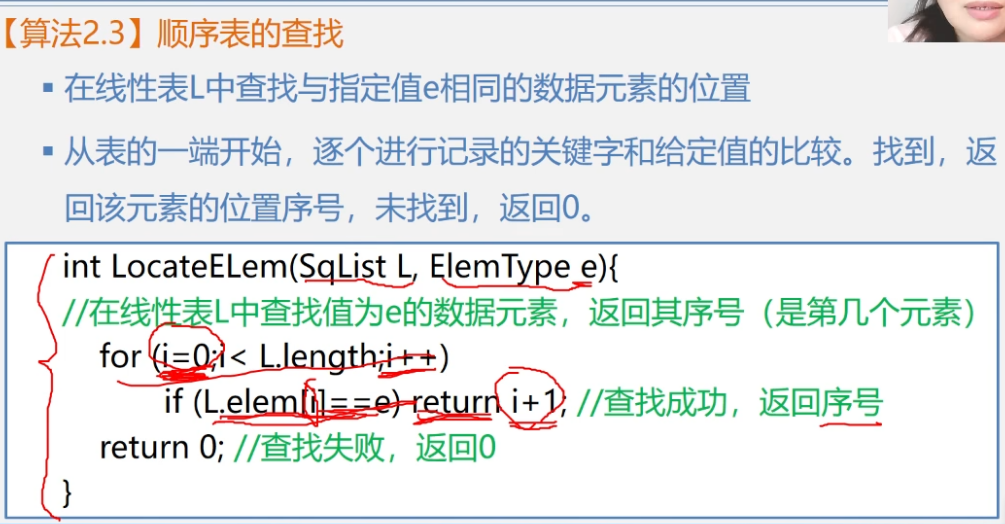 【算法2.3】顺序表的查找
▪ 在线性表L中查找与指定值e相同的数据元素的位置
▪ 从表的一端开始，逐个进行记录的关键字和给定值的比较。找到，返
回该元素的位置序号，未找到，返回0。
int LocateELem(SqList L, ElemType e){
//在线性表L中查找值为e的数据元素，返回其序号（是第几个元素）
for (i=0;i< L.length;i++)
if (L.elem[i]==e) return i+1; //查找成功，返回序号
return 0; //查找失败，返回0
}